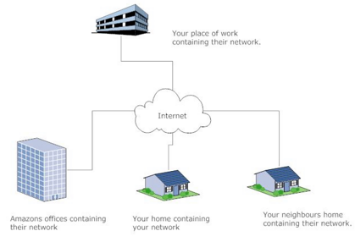 Your place of work
containing their network.
Internet
Amazons offices containing
their network
Your home containing
your network
Your neighbours home
containing their network.